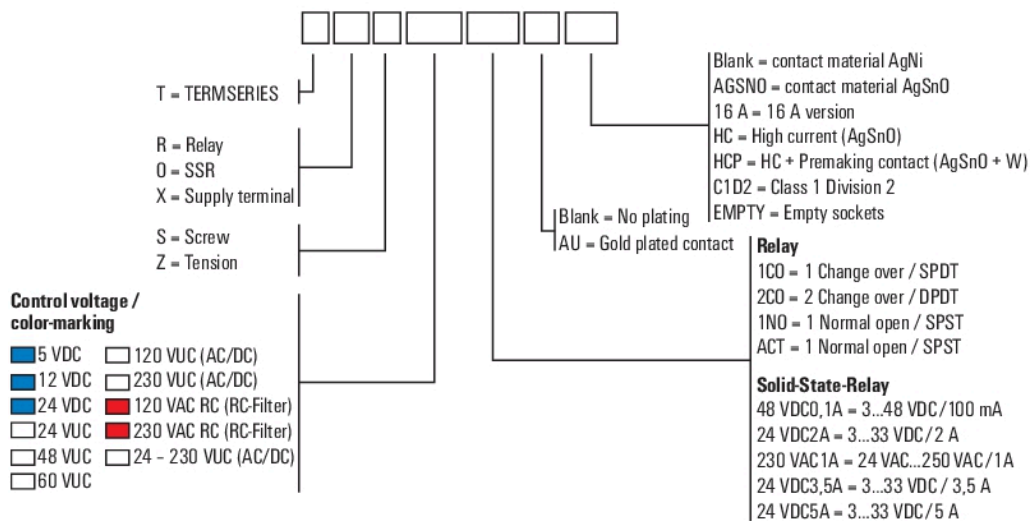 T = TERMSERIES
R = Relay
O = SSR
X = Supply terminal
S = Screw
Z = Tension
Control voltage /
color-marking
5 VDC
12 VDC
24 VDC
24 VUC
48 VUC
60 VUC
120 VUC (AC/DC)
230 VUC (AC/DC)
120 VAC RC (RC-Filter)
230 VAC RC (RC-Filter)
24 – 230 VUC (AC/DC)
Blank = contact material AgNi
AGSNO = contact material AgSnO
16 A = 16 A version
HC = High current (AgSnO)
HCP = HC + Premaking contact (AgSnO + W)
C1D2 = Class 1 Division 2
EMPTY = Empty sockets
Blank = No plating
AU = Gold plated contact
Relay
1CO = 1 Change over / SPDT
2CO = 2 Change over / DPDT
1NO = 1 Normal open / SPST
ACT = 1 Normal open / SPST
Solid-State-Relay
48 VDC0,1A = 3...48 VDC/100 mA
24 VDC2A = 3...33 VDC/2 A
230 VAC1A = 24 VAC...250 VAC/1A
24 VDC3,5A = 3...33 VDC / 3,5 A
24 VDC5A = 3...33 VDC/5 A